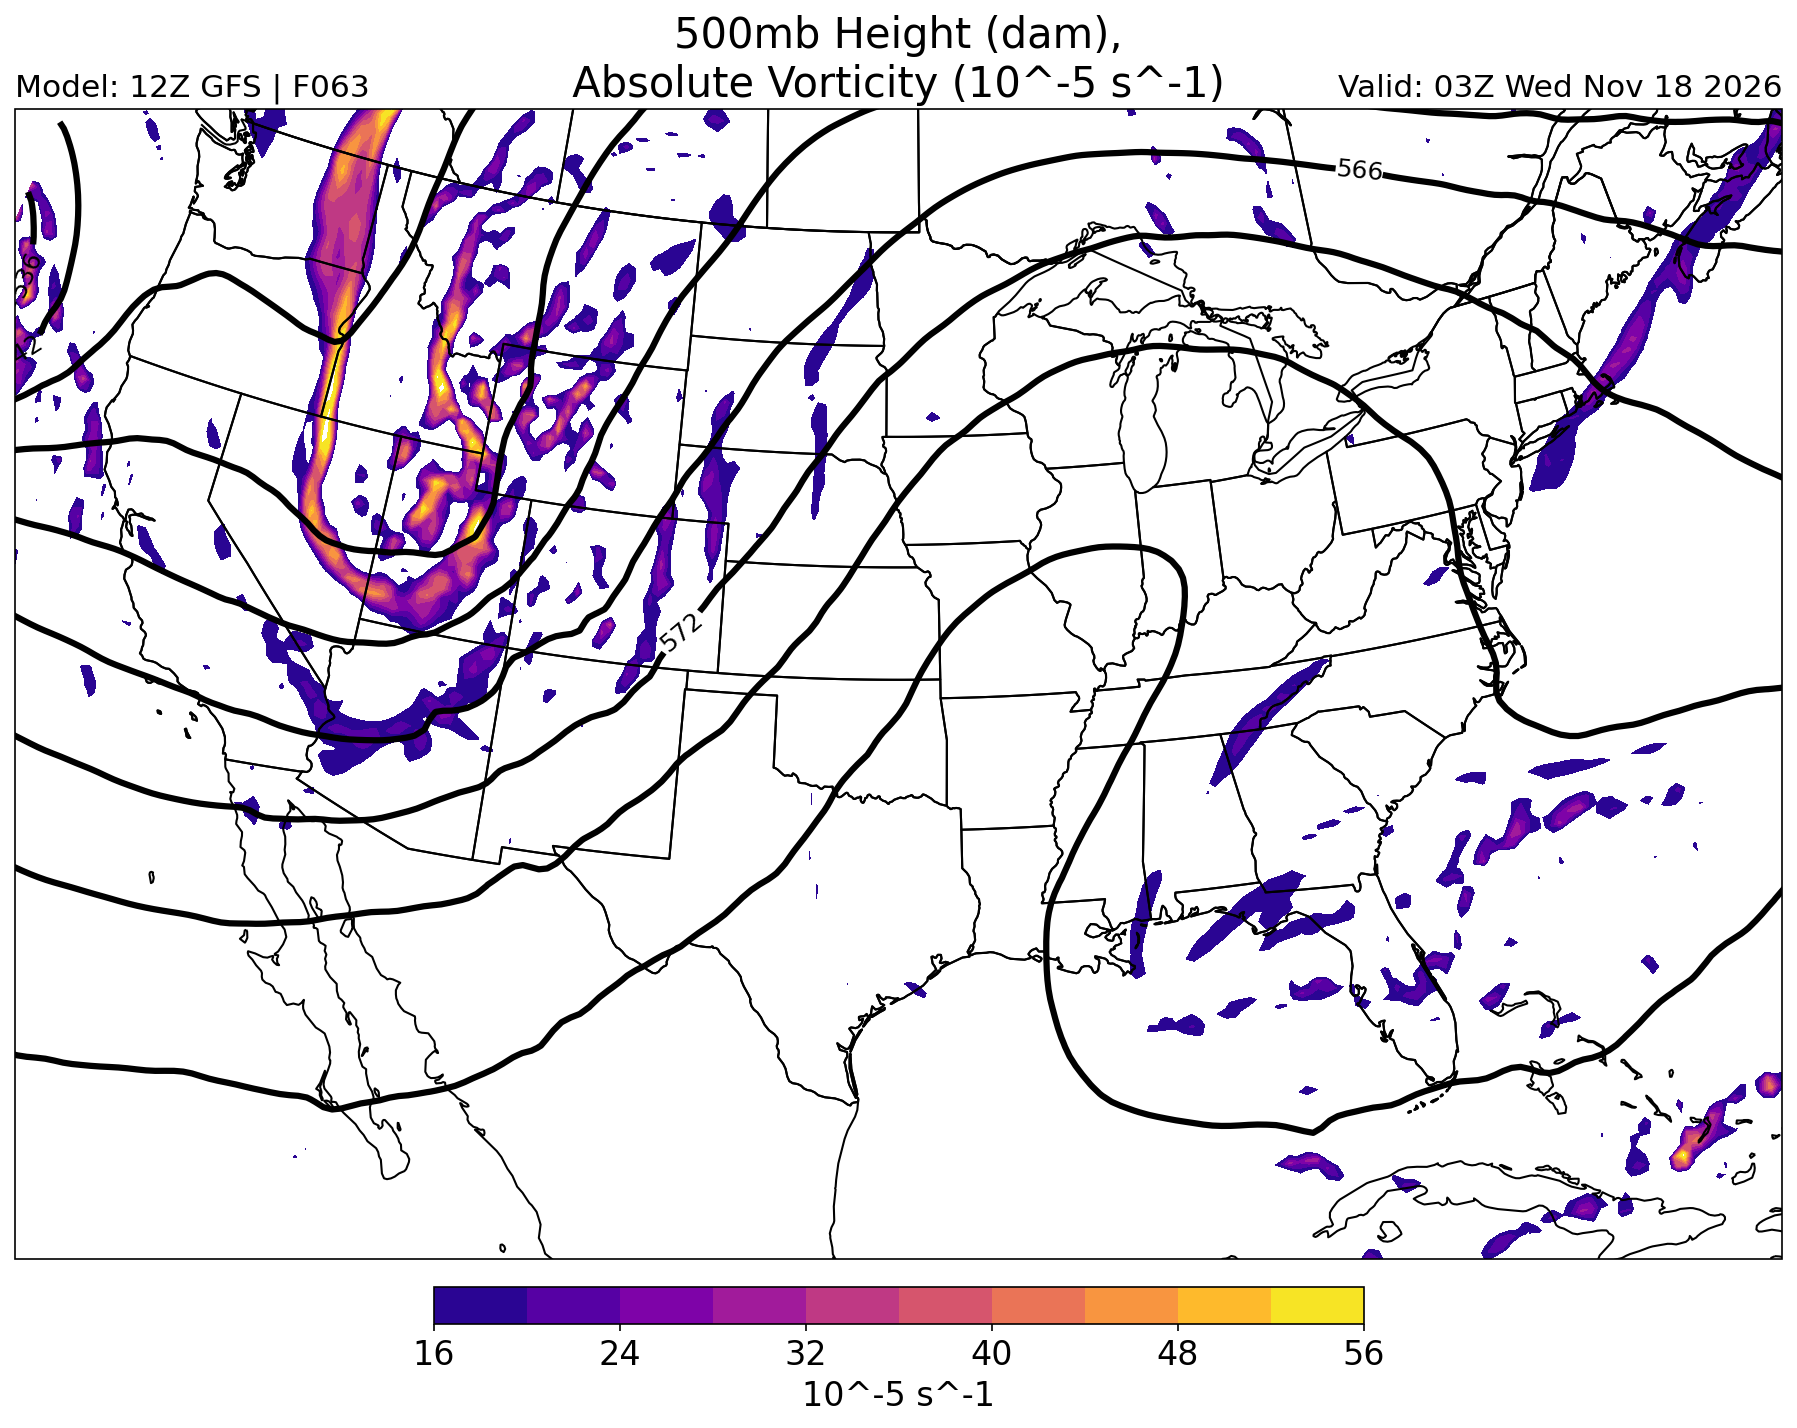 500mb Height (dam),
Absolute Vorticity (10^-5 s^-1)
Model: 12Z GFS | F063
Valid: 03Z Wed Nov 18 2026
566
572
16 24 32 40 48 56
10^-5 s^-1